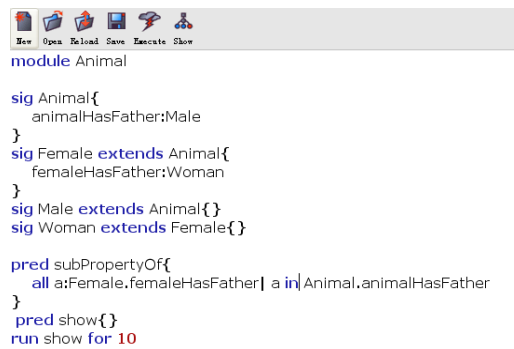 New Open Reload Save Execute Show
module Animal
sig Animal{
animalHasFather:Male
}
sig Female extends Animal{
femaleHasFather:Woman
}
sig Male extends Animal{}
sig Woman extends Female{}
pred subPropertyOf{
all a:Female.femaleHasFather| a in Animal.animalHasFather
}
pred show{}
run show for 10